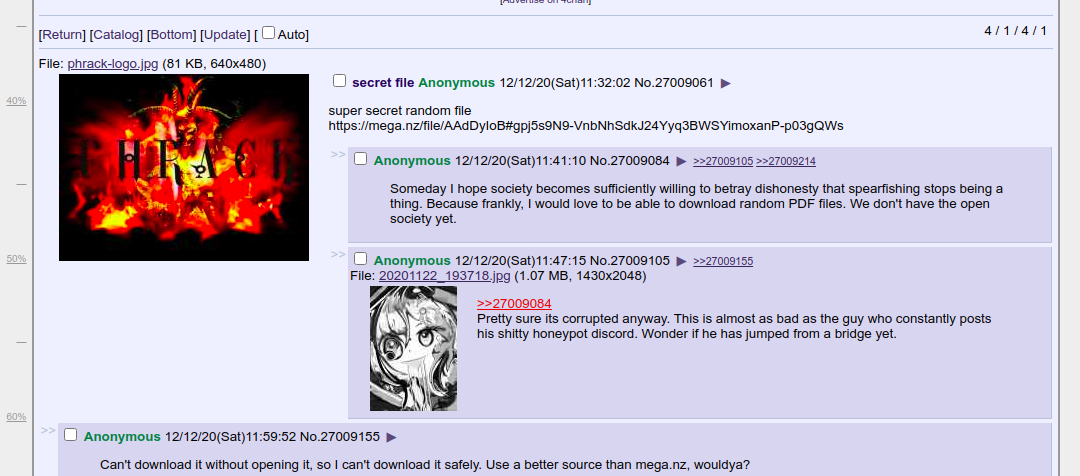 [Advertise on 4chan]
[Return] [Catalog] [Bottom] [Update] [ Auto]
4 / 1 / 4 / 1
File: phrack-logo.jpg (81 KB, 640x480)
PHRACK
secret file Anonymous 12/12/20(Sat)11:32:02 No.27009061 ▶
40%
super secret random file
https://mega.nz/file/AAdDyIoB#gpj5s9N9-VnbNhSdkJ24Yyq3BWSYimoxanP-p03gQWs
>> Anonymous 12/12/20(Sat)11:41:10 No.27009084 ▶ >>27009105 >>27009214
Someday I hope society becomes sufficiently willing to betray dishonesty that spearfishing stops being a
thing. Because frankly, I would love to be able to download random PDF files. We don't have the open
society yet.
50%
>> Anonymous 12/12/20(Sat)11:47:15 No.27009105 ▶ >>27009155
File: 20201122_193718.jpg (1.07 MB, 1430x2048)
>>27009084
Pretty sure its corrupted anyway. This is almost as bad as the guy who constantly posts
his shitty honeypot discord. Wonder if he has jumped from a bridge yet.
60%
>> Anonymous 12/12/20(Sat)11:59:52 No.27009155 ▶
Can't download it without opening it, so I can't download it safely. Use a better source than mega.nz, wouldya?